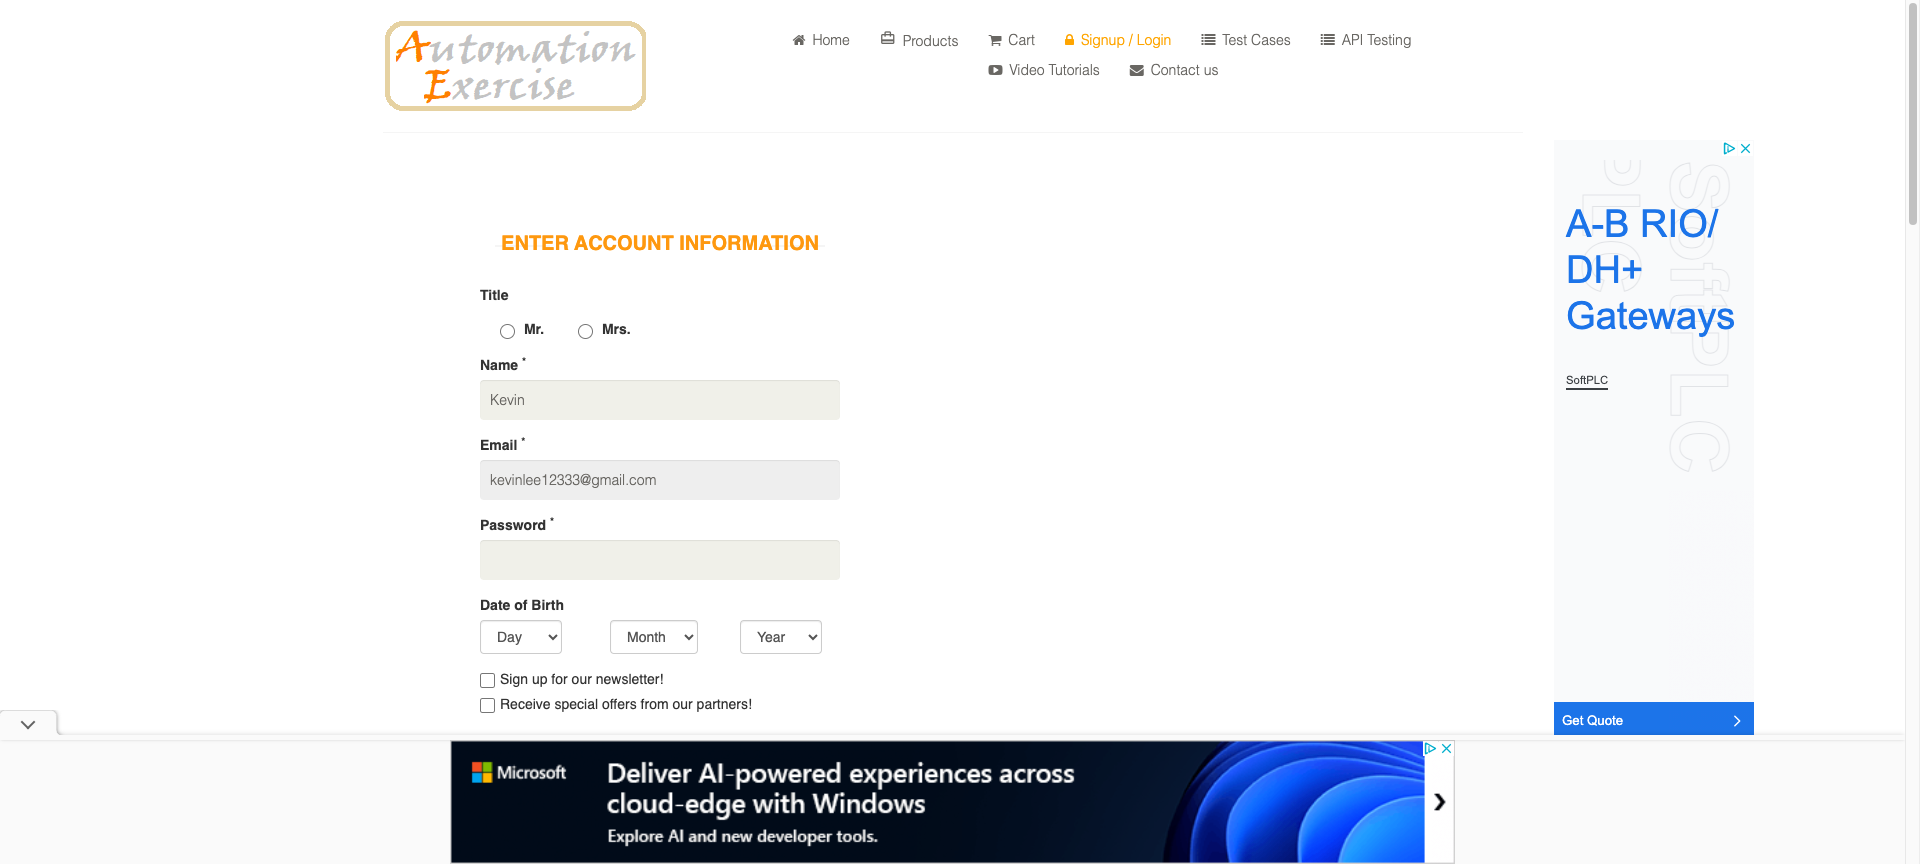 Automation
Exercise
Home
Products
Cart
Signup / Login
Test Cases
API Testing
Video Tutorials
Contact us
ENTER ACCOUNT INFORMATION
Title
Mr.
Mrs.
Name *
Kevin
Email *
kevinlee12333@gmail.com
Password *
Date of Birth
Day
Month
Year
Sign up for our newsletter!
Receive special offers from our partners!
SoftPLC
PLC
A-B RIO/
DH+
Gateways
SoftPLC
Get Quote
Microsoft
Deliver AI-powered experiences across
cloud-edge with Windows
Explore AI and new developer tools.